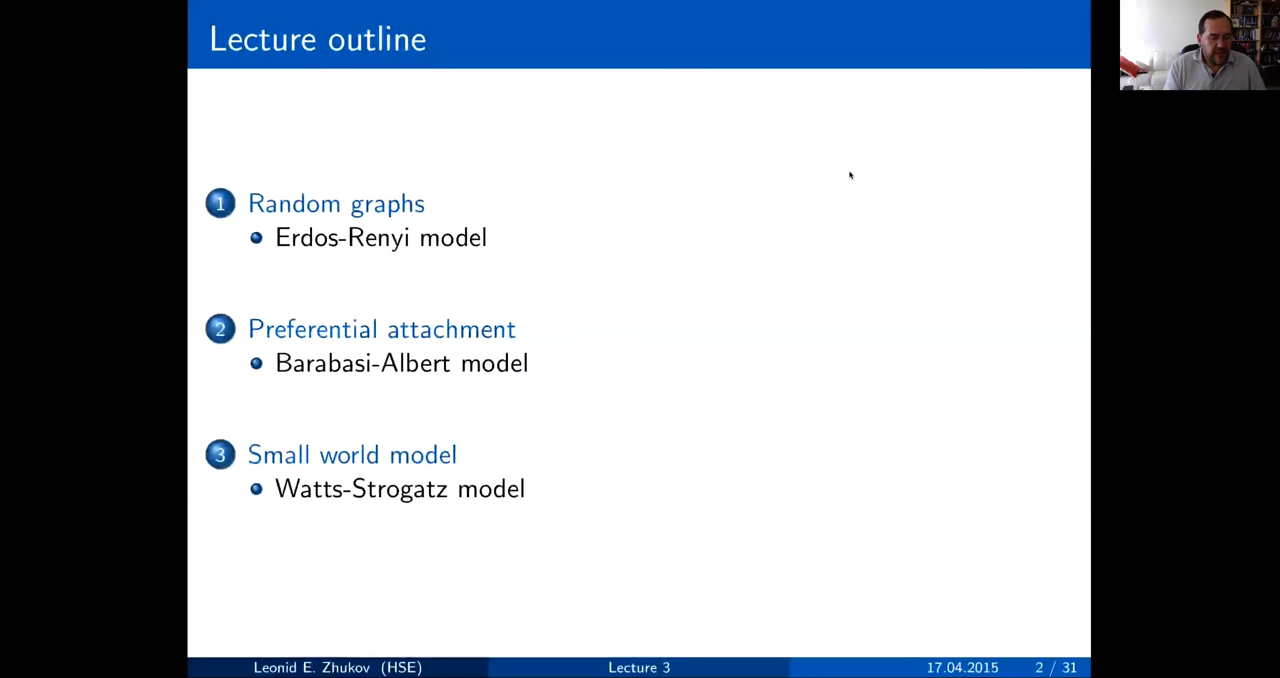 Lecture outline
1 Random graphs
Erdos-Renyi model
2 Preferential attachment
Barabasi-Albert model
3 Small world model
Watts-Strogatz model
Leonid E. Zhukov (HSE) Lecture 3 17.04.2015 2 / 31